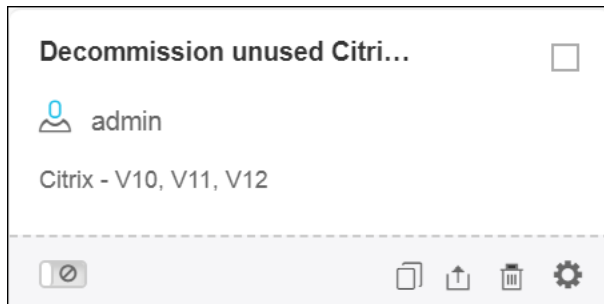 Decommission unused Citri...
admin
Citrix - V10, V11, V12